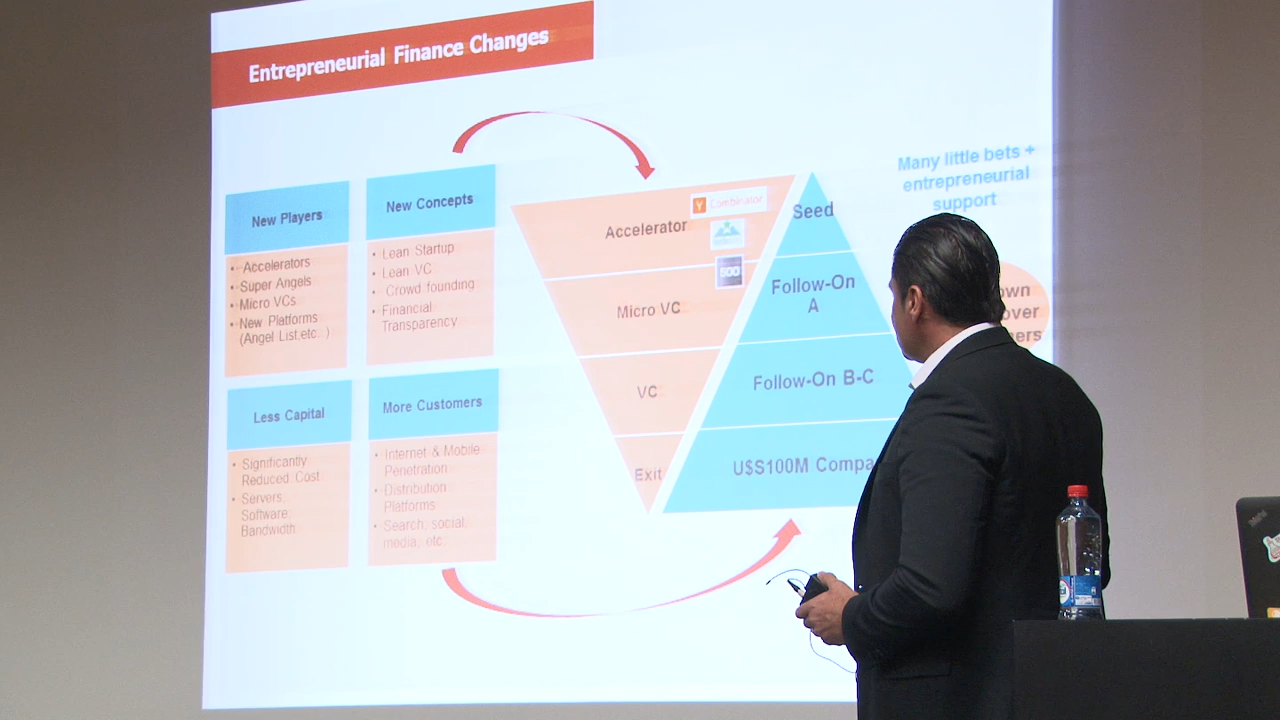 Entrepreneurial Finance Changes
New Players
• Accelerators
• Super Angels
• Micro VCs
• New Platforms
(Angel List,etc. )
New Concepts
• Lean Startup
• Lean VC
• Crowd founding
• Financial
Transparency
Less Capital
• Significantly
Reduced Cost
• Servers,
Software,
Bandwidth
More Customers
• Internet & Mobile
Penetration
• Distribution
Platforms
• Search, social,
media, etc.
Accelerator
Y Combinator
500
Micro VC
VC
Exit
Seed
Follow-On
A
Follow-On B-C
U$S100M Compa
Many little bets +
entrepreneurial
support
own
over
eers